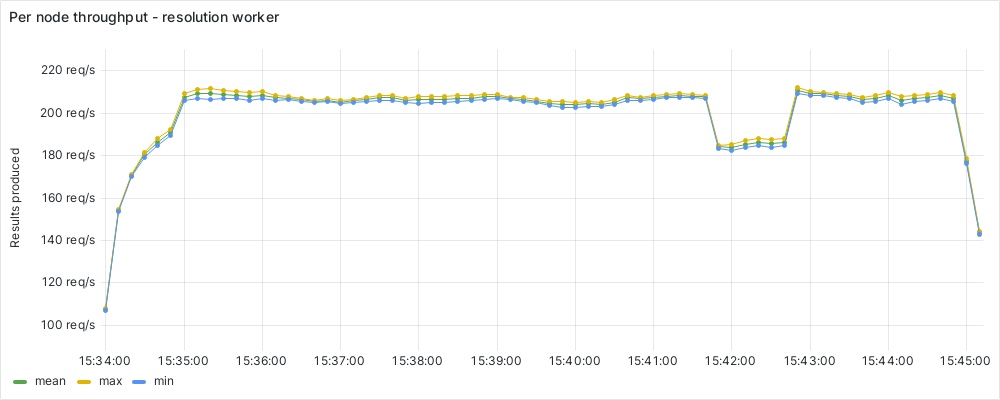 Per node throughput - resolution worker
Results produced
220 req/s
200 req/s
180 req/s
160 req/s
140 req/s
120 req/s
100 req/s
15:34:00 15:35:00 15:36:00 15:37:00 15:38:00 15:39:00 15:40:00 15:41:00 15:42:00 15:43:00 15:44:00 15:45:00
mean max min